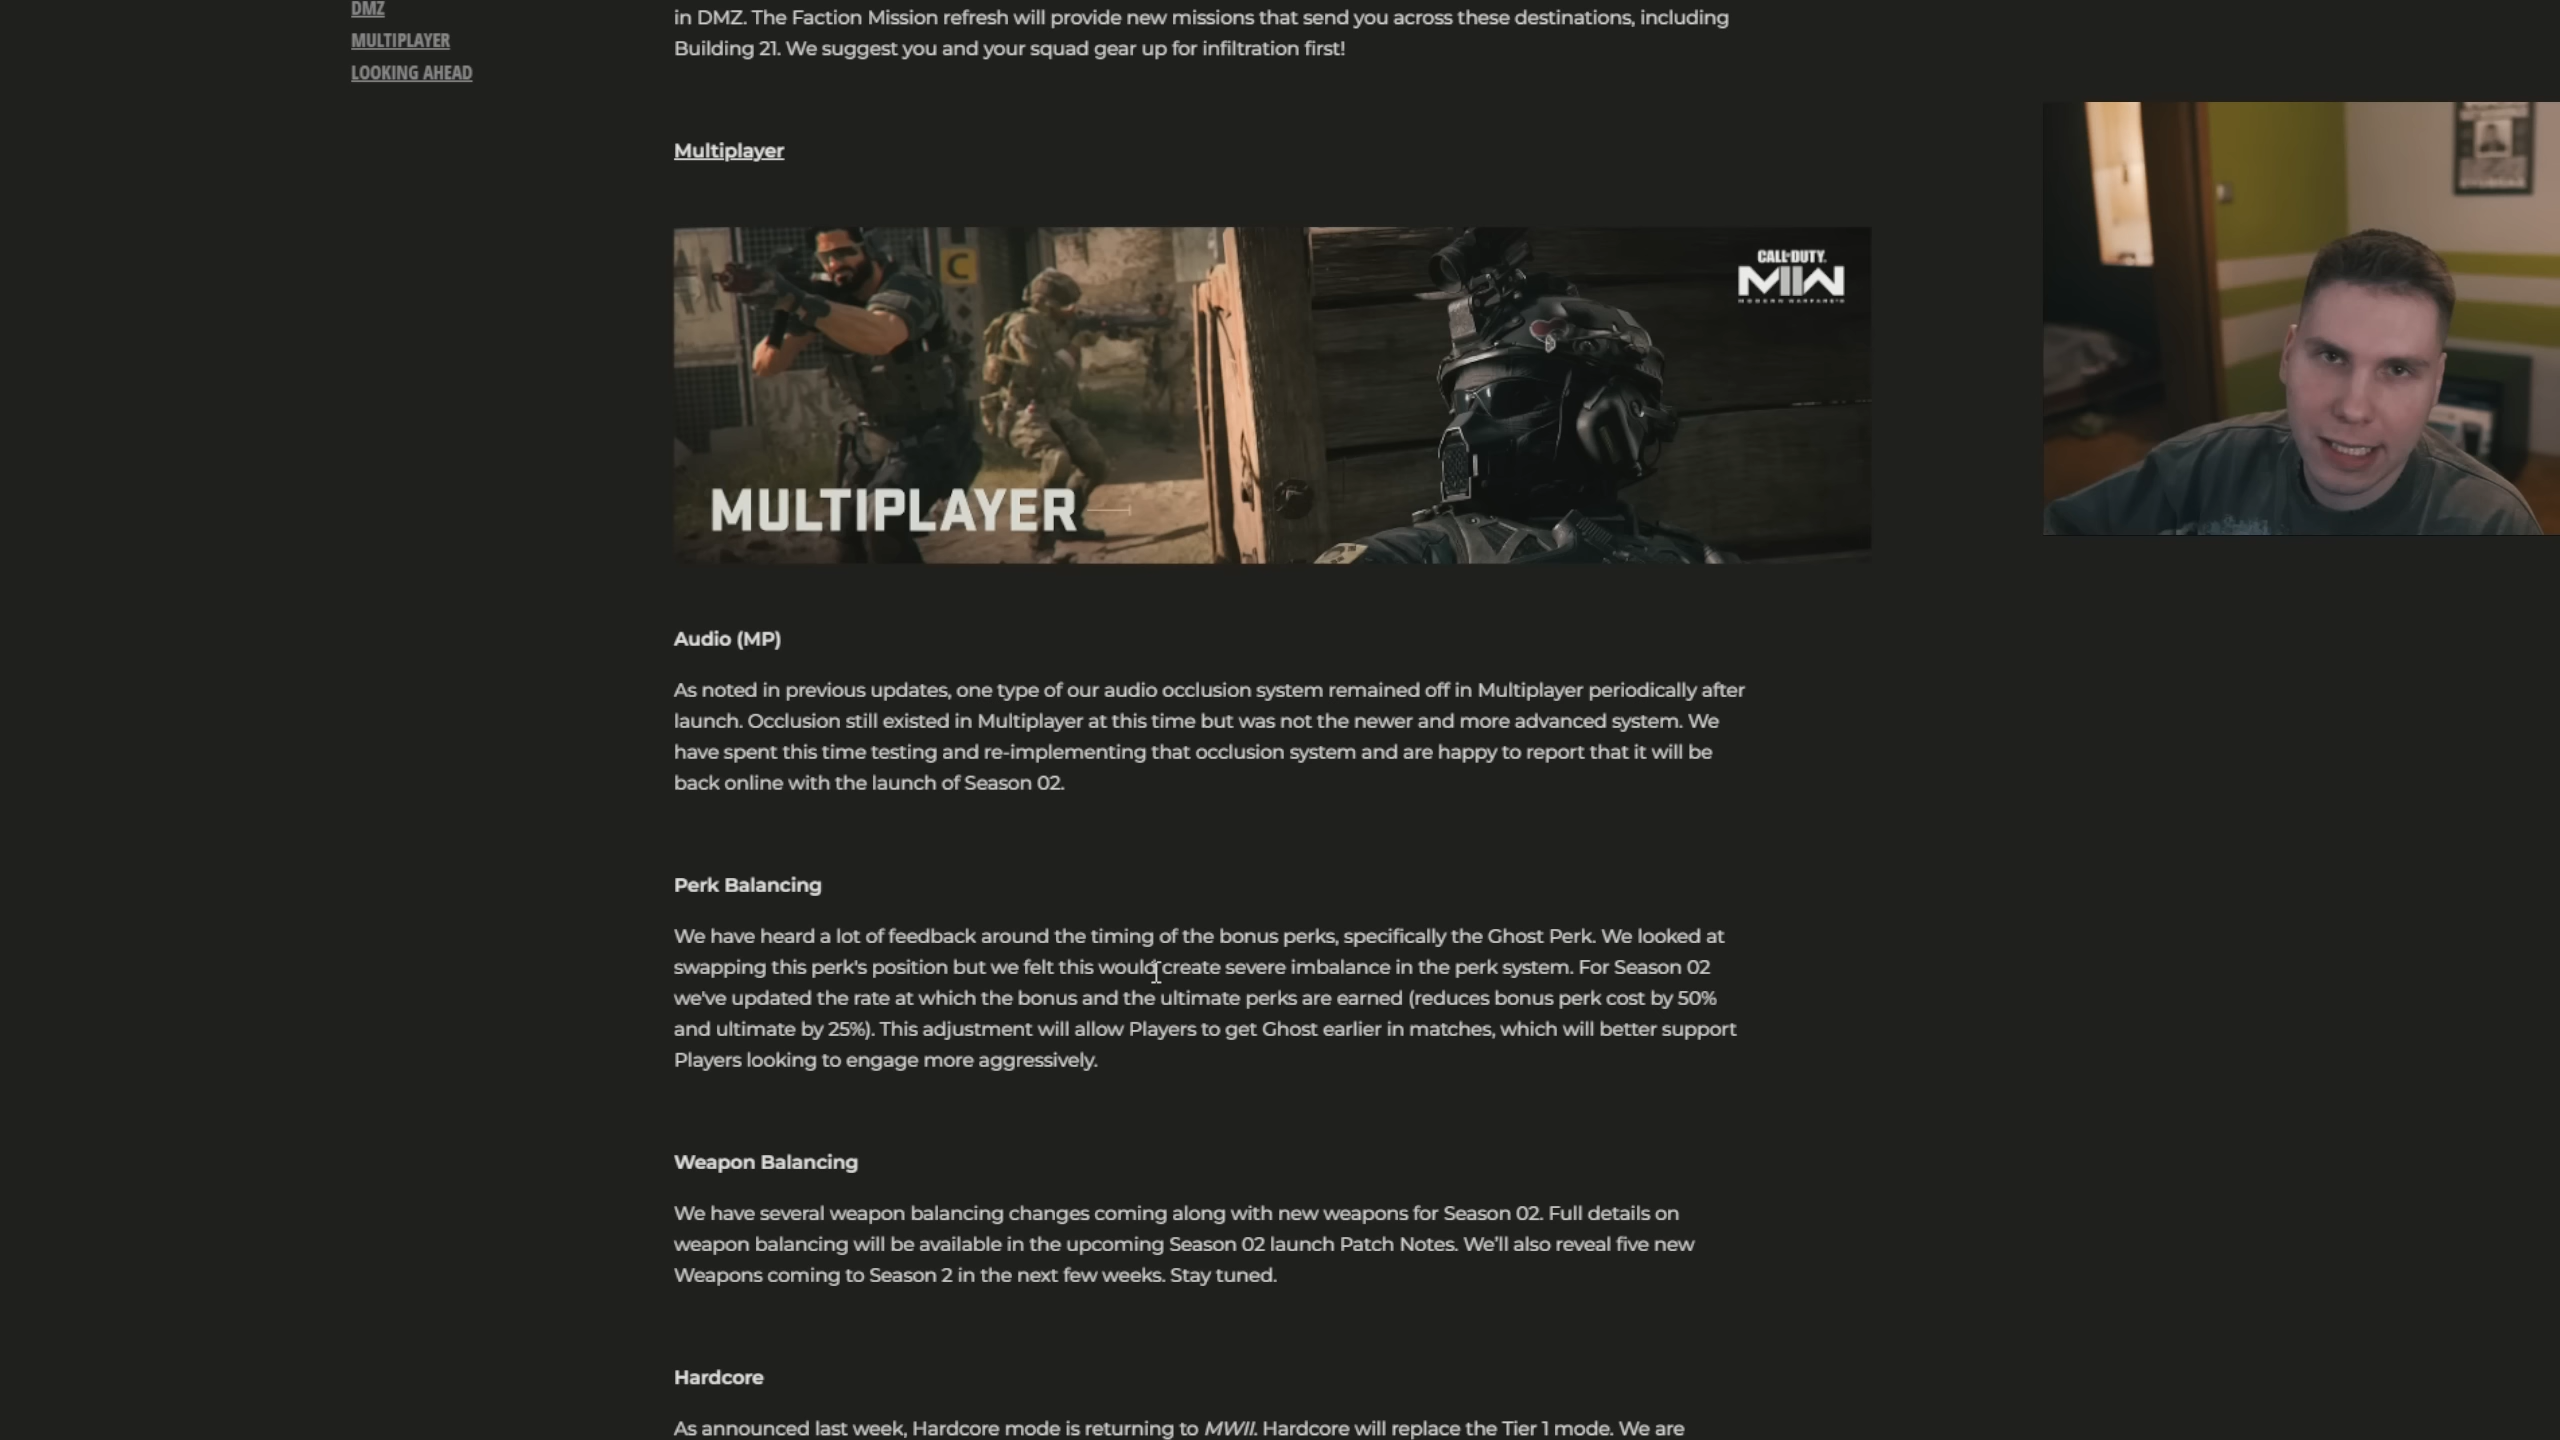 DMZ
MULTIPLAYER
LOOKING AHEAD
in DMZ. The Faction Mission refresh will provide new missions that send you across these destinations, including
Building 21. We suggest you and your squad gear up for infiltration first!
Multiplayer
C
CALL OF DUTY
MWII
MODERN WARFARE II
MULTIPLAYER
Audio (MP)
As noted in previous updates, one type of our audio occlusion system remained off in Multiplayer periodically after
launch. Occlusion still existed in Multiplayer at this time but was not the newer and more advanced system. We
have spent this time testing and re-implementing that occlusion system and are happy to report that it will be
back online with the launch of Season 02.
Perk Balancing
We have heard a lot of feedback around the timing of the bonus perks, specifically the Ghost Perk. We looked at
swapping this perk's position but we felt this would create severe imbalance in the perk system. For Season 02
we've updated the rate at which the bonus and the ultimate perks are earned (reduces bonus perk cost by 50%
and ultimate by 25%). This adjustment will allow Players to get Ghost earlier in matches, which will better support
Players looking to engage more aggressively.
Weapon Balancing
We have several weapon balancing changes coming along with new weapons for Season 02. Full details on
weapon balancing will be available in the upcoming Season 02 launch Patch Notes. We'll also reveal five new
Weapons coming to Season 2 in the next few weeks. Stay tuned.
Hardcore
As announced last week, Hardcore mode is returning to MWII. Hardcore will replace the Tier 1 mode. We are